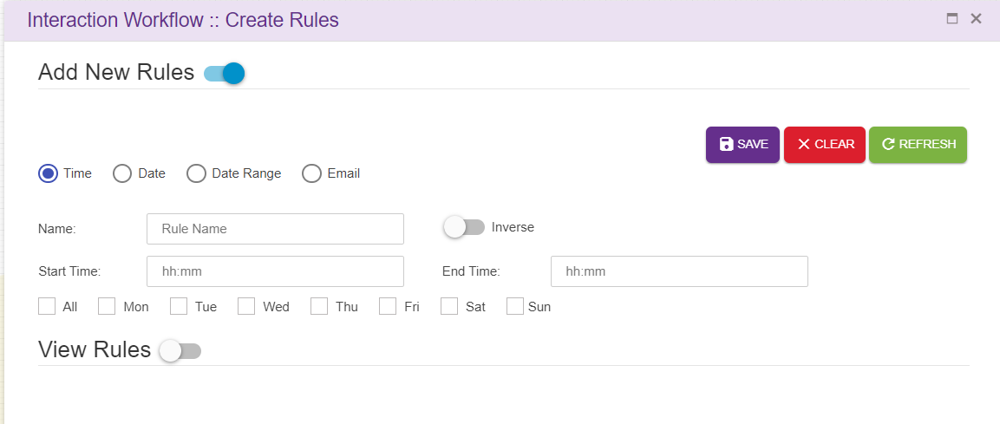 Interaction Workflow :: Create Rules
Add New Rules
SAVE CLEAR REFRESH
Time Date Date Range Email
Name: Rule Name Inverse
Start Time: hh:mm End Time: hh:mm
All Mon Tue Wed Thu Fri Sat Sun
View Rules